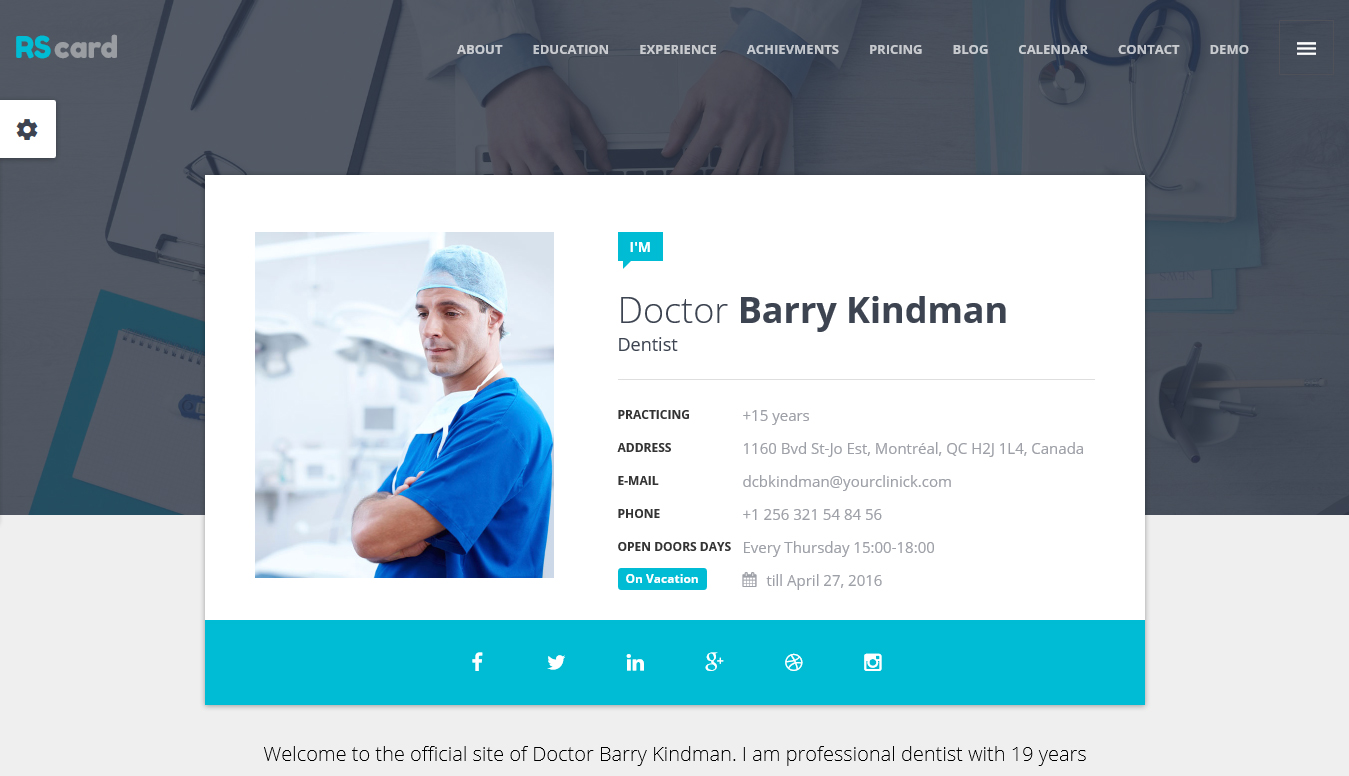 RS card
ABOUT EDUCATION EXPERIENCE ACHIEVMENTS PRICING BLOG CALENDAR CONTACT DEMO
I'M
Doctor Barry Kindman
Dentist
PRACTICING +15 years
ADDRESS 1160 Bvd St-Jo Est, Montréal, QC H2J 1L4, Canada
E-MAIL dcbkindman@yourclinick.com
PHONE +1 256 321 54 84 56
OPEN DOORS DAYS Every Thursday 15:00-18:00
On Vacation till April 27, 2016
Welcome to the official site of Doctor Barry Kindman. I am professional dentist with 19 years